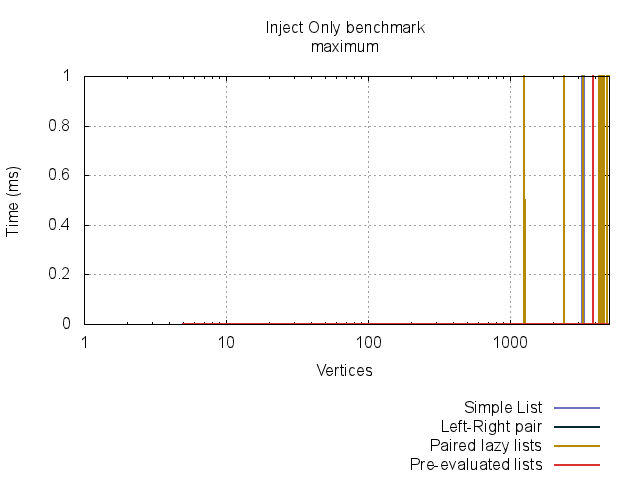 Inject Only benchmark
maximum
1
0.8
0.6
0.4
0.2
0
Time (ms)
1 10 100 1000
Vertices
Simple List
Left-Right pair
Paired lazy lists
Pre-evaluated lists